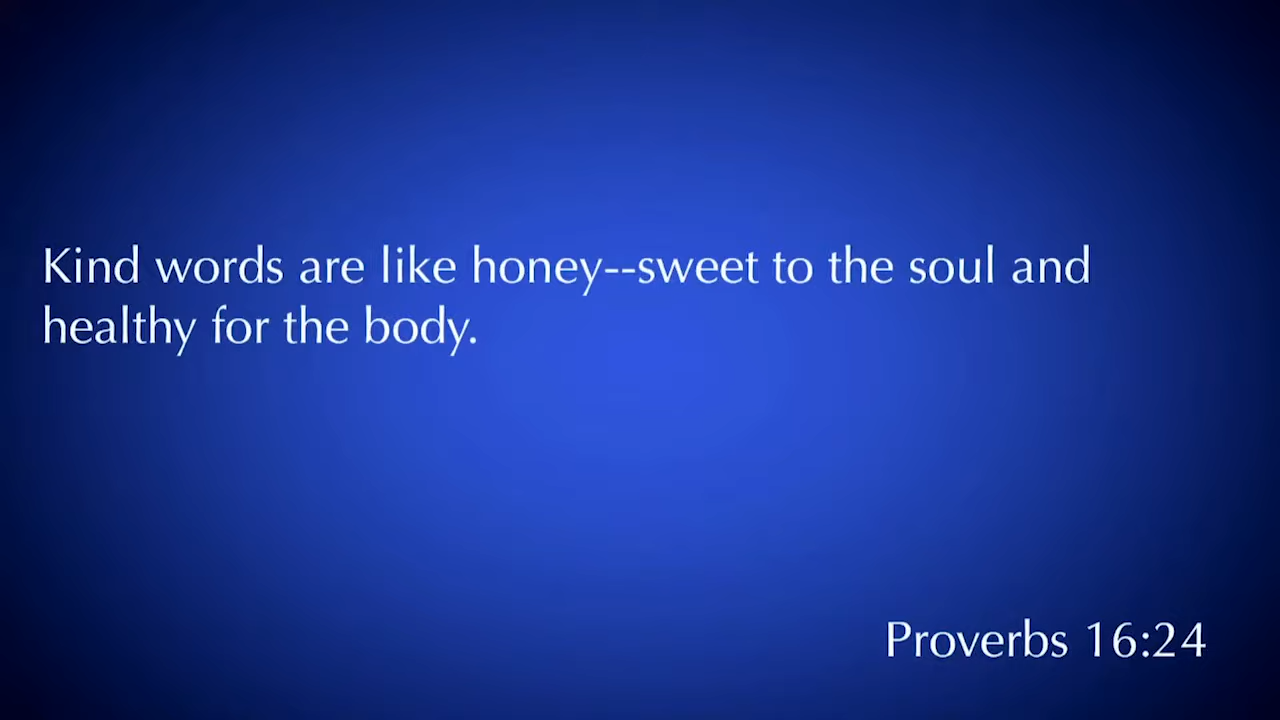 Kind words are like honey--sweet to the soul and
healthy for the body.
Proverbs 16:24